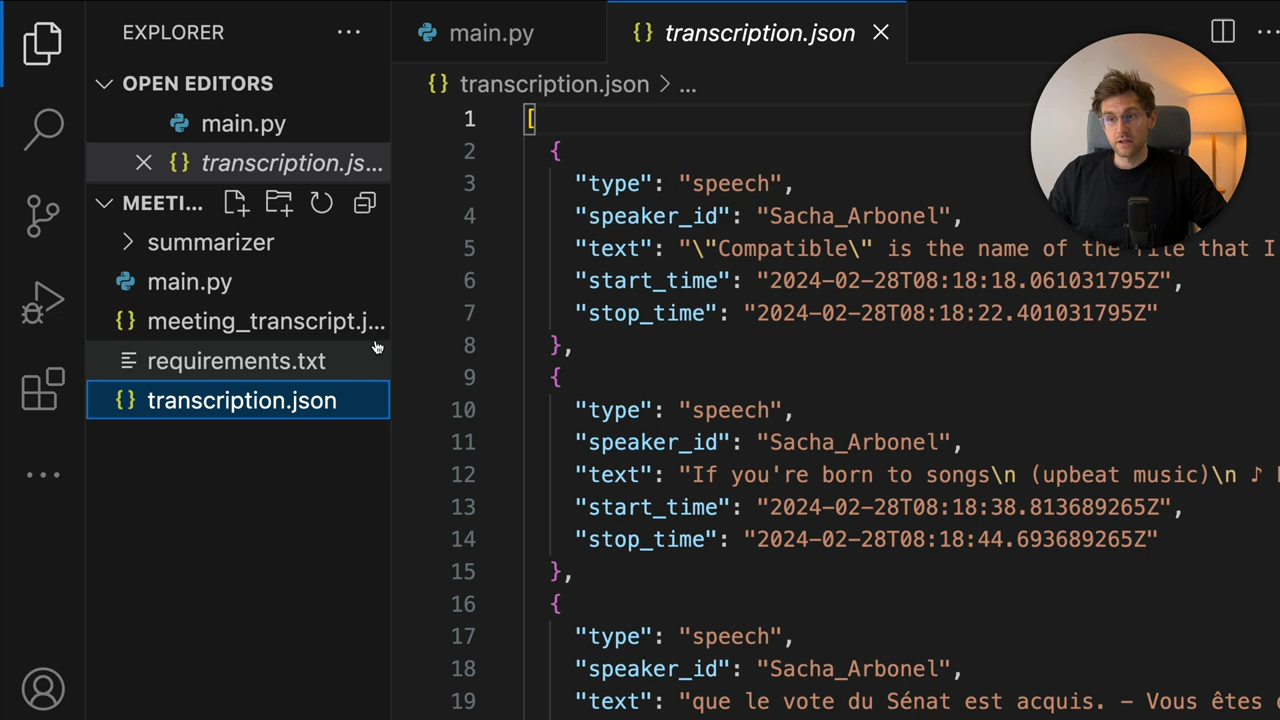 EXPLORER
OPEN EDITORS
main.py
transcription.js...
MEETI...
summarizer
main.py
meeting_transcript.j...
requirements.txt
transcription.json
main.py
transcription.json
transcription.json > ...
1 [
2 {
3 "type": "speech",
4 "speaker_id": "Sacha_Arbonel",
5 "text": "\"Compatible\" is the name of the file that I
6 "start_time": "2024-02-28T08:18:18.061031795Z",
7 "stop_time": "2024-02-28T08:18:22.401031795Z"
8 },
9 {
10 "type": "speech",
11 "speaker_id": "Sacha_Arbonel",
12 "text": "If you're born to songs\n (upbeat music)\n ♪
13 "start_time": "2024-02-28T08:18:38.813689265Z",
14 "stop_time": "2024-02-28T08:18:44.693689265Z"
15 },
16 {
17 "type": "speech",
18 "speaker_id": "Sacha_Arbonel",
19 "text": "que le vote du Sénat est acquis. – Vous êtes